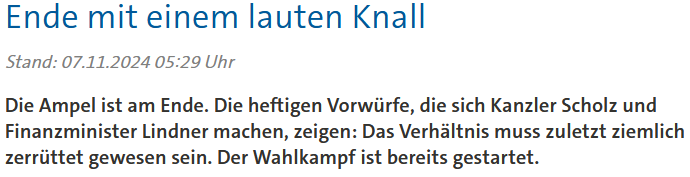 Ende mit einem lauten Knall
Stand: 07.11.2024 05:29 Uhr
Die Ampel ist am Ende. Die heftigen Vorwürfe, die sich Kanzler Scholz und
Finanzminister Lindner machen, zeigen: Das Verhältnis muss zuletzt ziemlich
zerrüttet gewesen sein. Der Wahlkampf ist bereits gestartet.